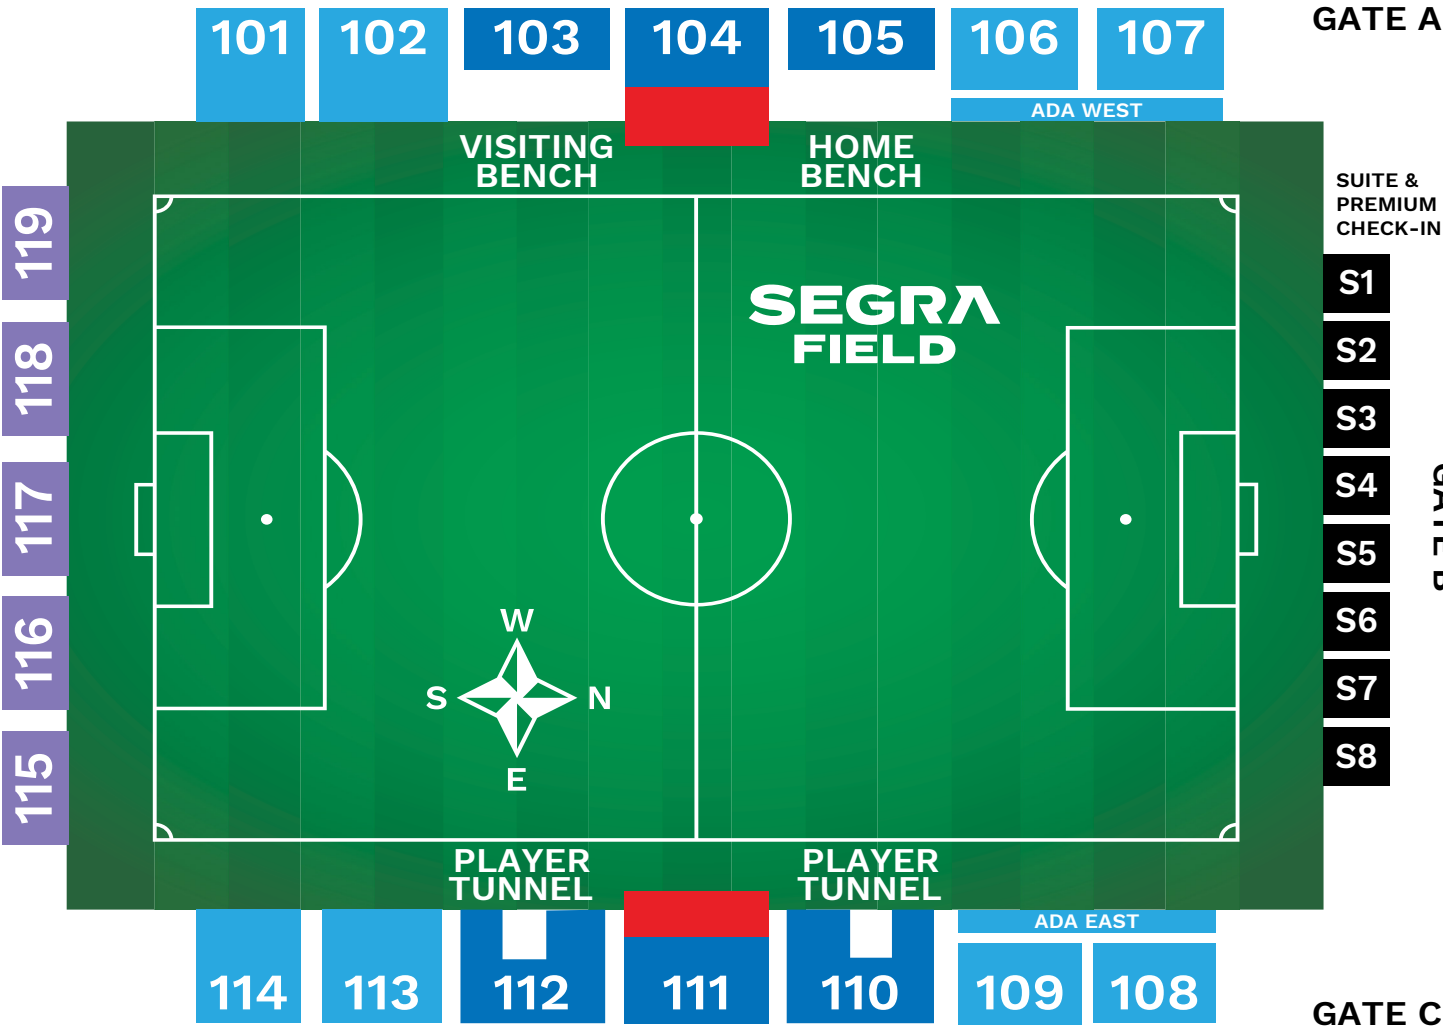 101
102
103
104
105
106
107
GATE A
ADA WEST
VISITING
BENCH
HOME
BENCH
SUITE &
PREMIUM
CHECK-IN
119
118
117
116
115
SEGRA
FIELD
S1
S2
S3
S4
S5
S6
S7
S8
GATE B
W
S
N
E
PLAYER
TUNNEL
PLAYER
TUNNEL
ADA EAST
114
113
112
111
110
109
108
GATE C